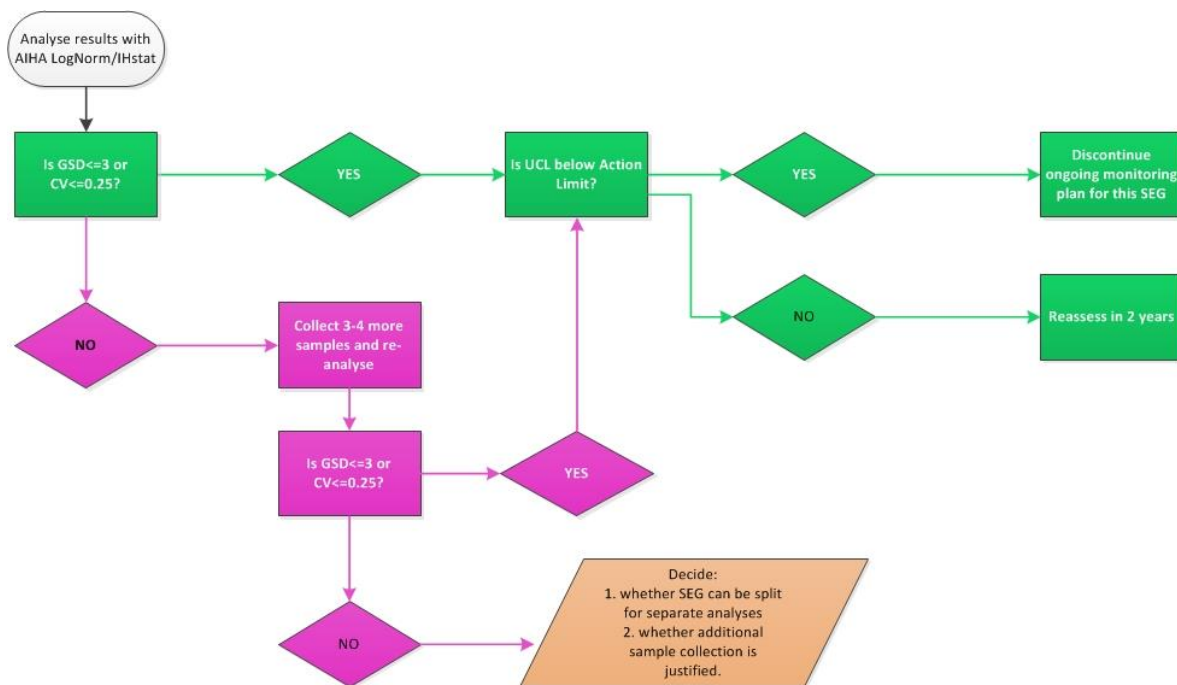 Analyse results with
AIHA LogNorm/IHstat
Is GSD<=3 or
CV<=0.25?
YES
Is UCL below Action
Limit?
YES
Discontinue
ongoing monitoring
plan for this SEG
NO
Reassess in 2 years
NO
Collect 3-4 more
samples and re-
analyse
Is GSD<=3 or
CV<=0.25?
YES
NO
Decide:
1. whether SEG can be split
for separate analyses
2. whether additional
sample collection is
justified.